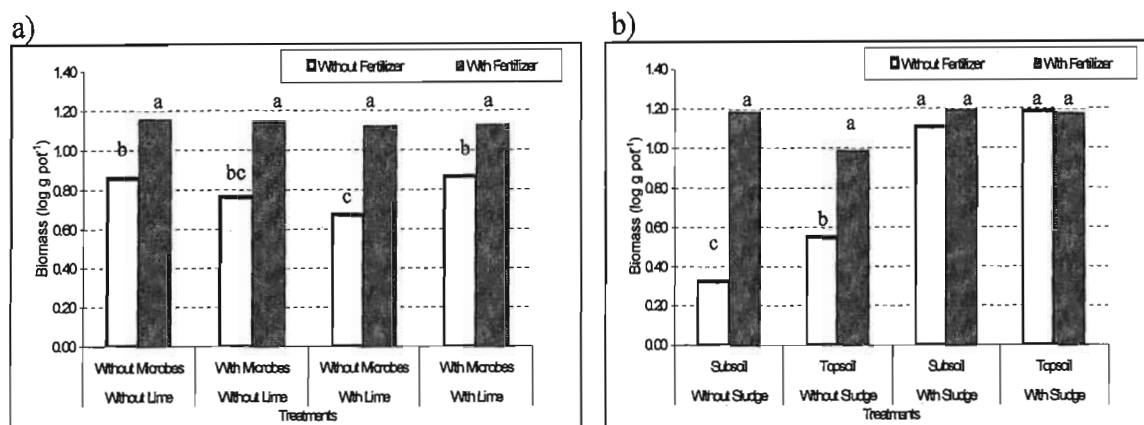 a)
Without Fertilizer With Fertilizer
1.40
1.20
1.00
0.80
0.60
0.40
0.20
0.00
Biomass (log g pot⁻¹)
b a bc a c a b a
Without Microbes With Microbes Without Microbes With Microbes
Without Lime Without Lime With Lime With Lime
Treatments
b)
Without Fertilizer With Fertilizer
1.40
1.20
1.00
0.80
0.60
0.40
0.20
0.00
Biomass (log g pot⁻¹)
c a b a a a a a
Subsoil Topsoil Subsoil Topsoil
Without Sludge Without Sludge With Sludge With Sludge
Treatments